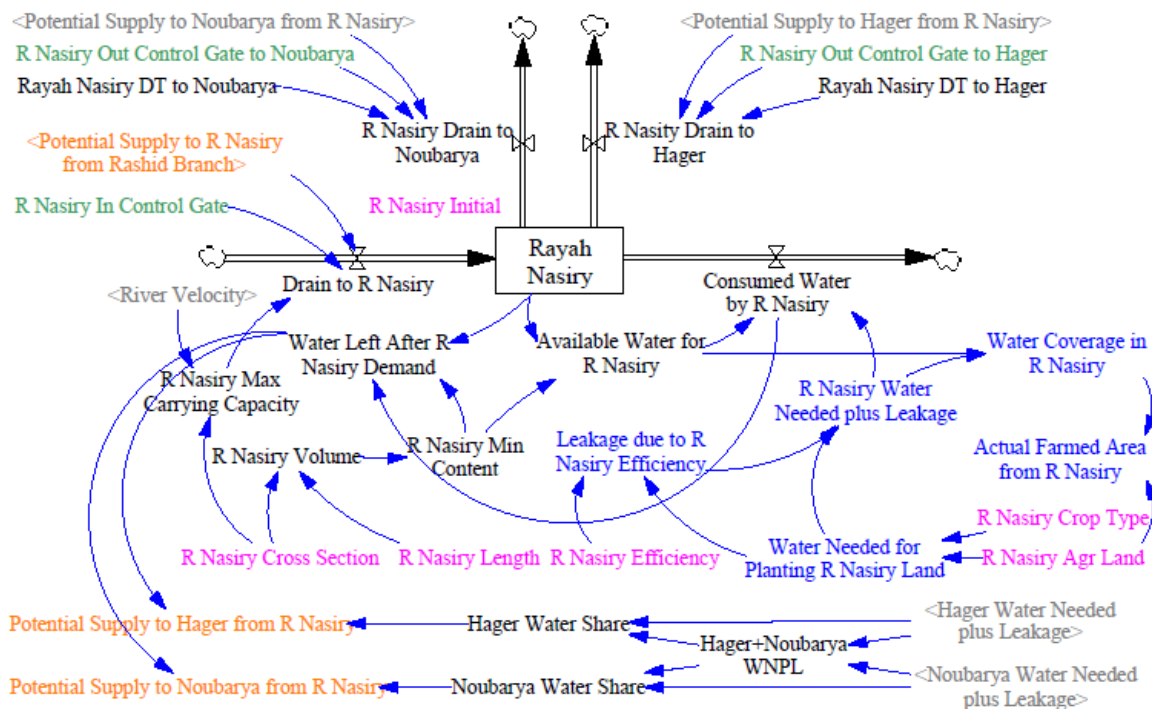 <Potential Supply to Noubarya from R Nasiry>
R Nasiry Out Control Gate to Noubarya
Rayah Nasiry DT to Noubarya
R Nasiry Drain to
Noubarya
<Potential Supply to Hager from R Nasiry>
R Nasiry Out Control Gate to Hager
Rayah Nasiry DT to Hager
R Nasity Drain to
Hager
<Potential Supply to R Nasiry
from Rashid Branch>
R Nasiry In Control Gate
R Nasiry Initial
Rayah
Nasiry
Drain to R Nasiry
Consumed Water
by R Nasiry
<River Velocity>
Water Left After R
Nasiry Demand
Available Water for
R Nasiry
Water Coverage in
R Nasiry
R Nasiry Max
Carrying Capacity
R Nasiry Water
Needed plus Leakage
R Nasiry Volume
R Nasiry Min
Content
Leakage due to R
Nasiry Efficiency
Actual Farmed Area
from R Nasiry
R Nasiry Crop Type
R Nasiry Cross Section
R Nasiry Length
R Nasiry Efficiency
Water Needed for
Planting R Nasiry Land
R Nasiry Agr Land
Potential Supply to Hager from R Nasiry
Hager Water Share
<Hager Water Needed
plus Leakage>
Hager+Noubarya
WNPL
Potential Supply to Noubarya from R Nasiry
Noubarya Water Share
<Noubarya Water Needed
plus Leakage>